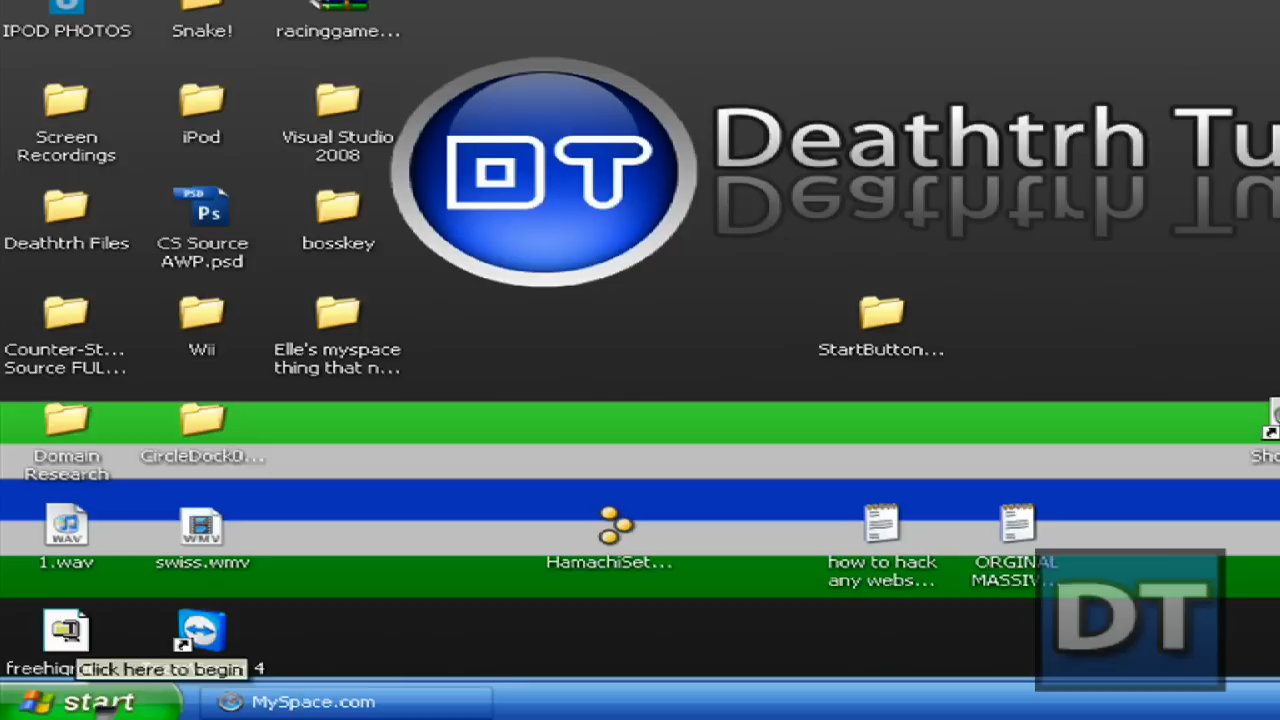 IPOD PHOTOS
Snake!
racinggame...
DT
Deathtrh Tu
Screen
Recordings
iPod
Visual Studio
2008
Deathtrh Files
PSD
Ps
CS Source
AWP.psd
bosskey
Counter-St...
Source FUL...
Wii
Elle's myspace
thing that n...
StartButton...
Domain
Research
CircleDock0...
Sho
WAV
1.wav
WMV
swiss.wmv
HamachiSet...
how to hack
any webs...
ORGINAL
MASSIV...
DT
freehigr
Click here to begin
4
start
MySpace.com